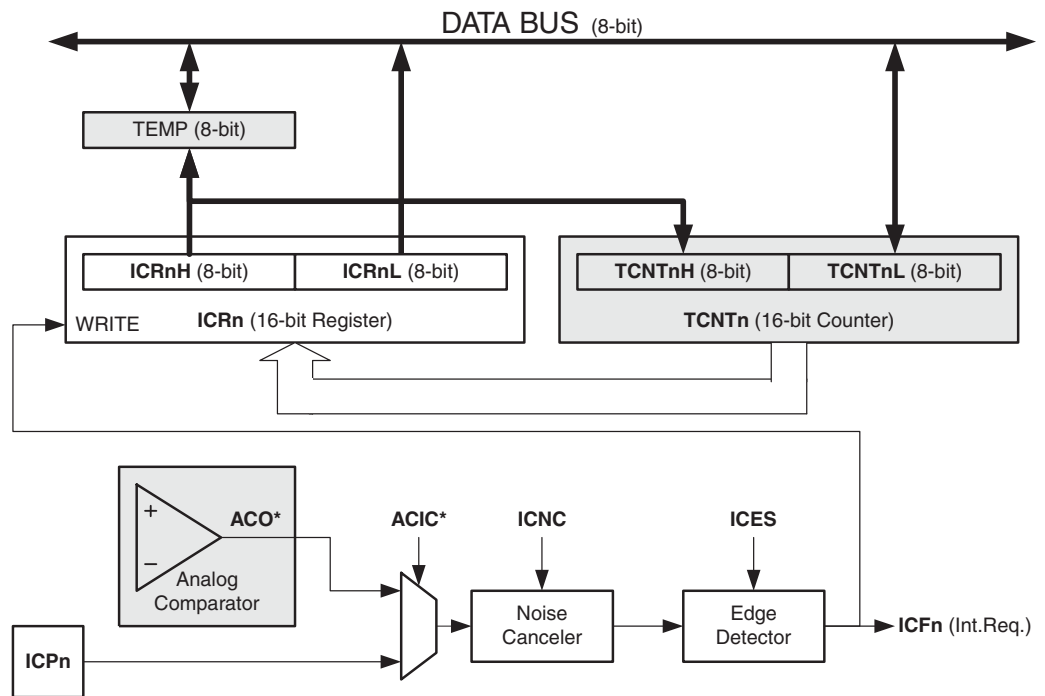 DATA BUS (8-bit)
TEMP (8-bit)
ICRnH (8-bit)
ICRnL (8-bit)
TCNTnH (8-bit)
TCNTnL (8-bit)
WRITE
ICRn (16-bit Register)
TCNTn (16-bit Counter)
+
−
ACO*
Analog
Comparator
ACIC*
ICNC
ICES
Noise
Canceler
Edge
Detector
ICFn (Int.Req.)
ICPn